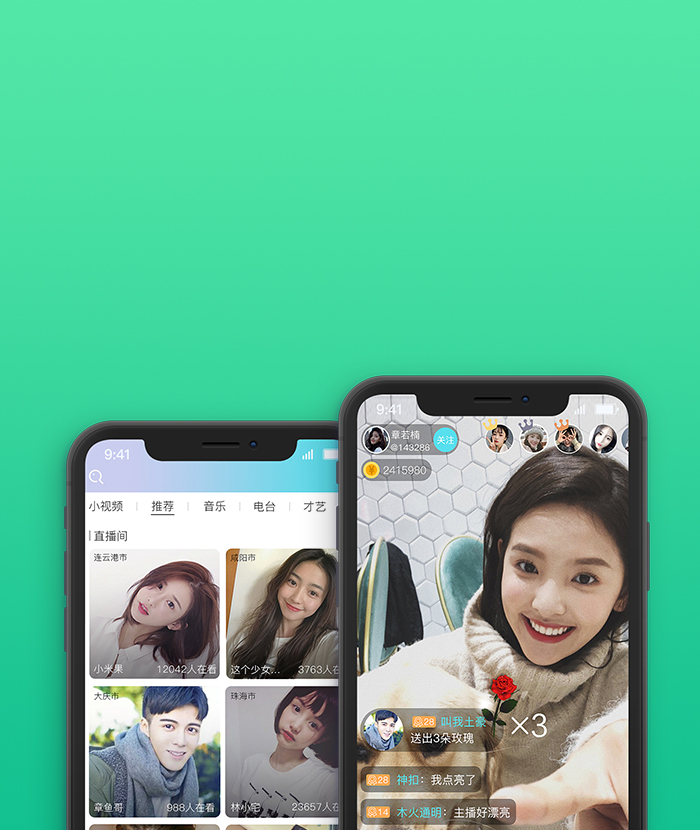 9:41
小视频 推荐 音乐 电台 才艺
直播间
连云港市
小米果 12042人在看
咸阳市
这个少女... 3763人在
大庆市
章鱼哥 988人在看
珠海市
林小宅 23657人在
9:41
章若楠
@143286
关注
2415980
28 叫我土豪
送出3朵玫瑰
×3
28 神扣：我点亮了
14 木火通明：主播好漂亮